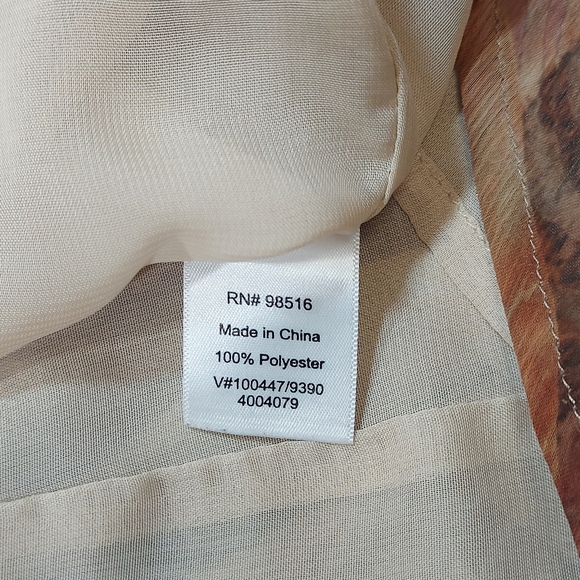 RN# 98516
Made in China
100% Polyester
V#100447/9390
4004079